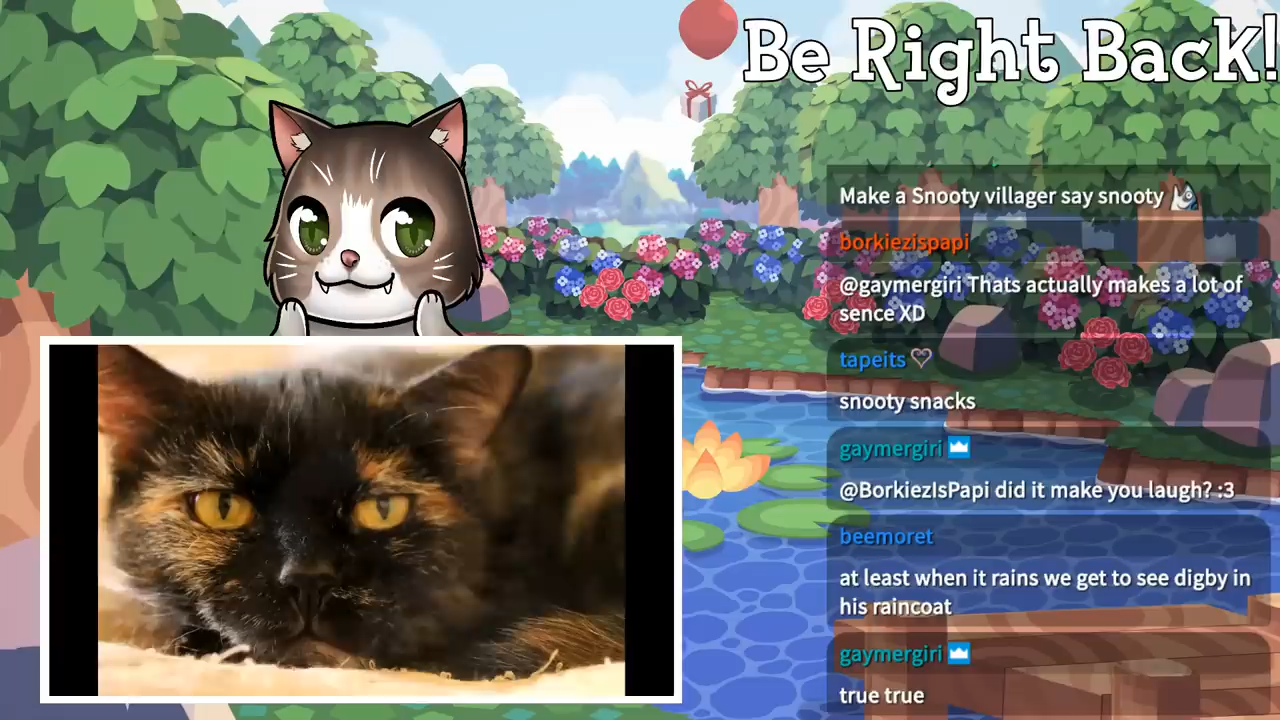 Be Right Back!
Make a Snooty villager say snooty
borkiezispapi
@gaymergiri Thats actually makes a lot of
sence XD
tapeits
snooty snacks
gaymergiri
@BorkiezIsPapi did it make you laugh? :3
beemoret
at least when it rains we get to see digby in
his raincoat
gaymergiri
true true